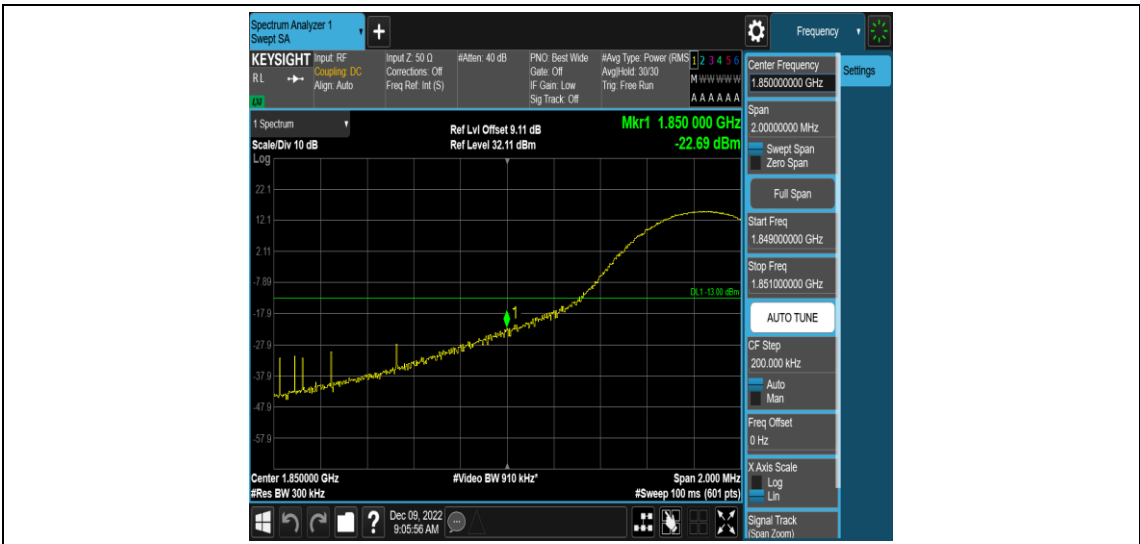 Spectrum Analyzer 1
Swept SA
+
Frequency
KEYSIGHT
RL
LXI
Input: RF
Coupling: DC
Align: Auto
Input Z: 50 Ω
Corrections: Off
Freq Ref: Int (S)
#Atten: 40 dB
PNO: Best Wide
Gate: Off
IF Gain: Low
Sig Track: Off
#Avg Type: Power (RMS
Avg|Hold: 30/30
Trig: Free Run
1 2 3 4 5 6
M W W W W W
A A A A A A
1 Spectrum
Scale/Div 10 dB
Log
Ref Lvl Offset 9.11 dB
Ref Level 32.11 dBm
Mkr1 1.850 000 GHz
-22.69 dBm
22.1
12.1
2.11
-7.89
DL1 -13.00 dBm
-17.9
1
-27.9
-37.9
-47.9
-57.9
Center 1.850000 GHz
#Video BW 910 kHz*
Span 2.000 MHz
#Res BW 300 kHz
#Sweep 100 ms (601 pts)
Center Frequency
1.850000000 GHz
Settings
Span
2.00000000 MHz
Swept Span
Zero Span
Full Span
Start Freq
1.849000000 GHz
Stop Freq
1.851000000 GHz
AUTO TUNE
CF Step
200.000 kHz
Auto
Man
Freq Offset
0 Hz
X Axis Scale
Log
Lin
Signal Track
(Span Zoom)
?
Dec 09, 2022
9:05:56 AM